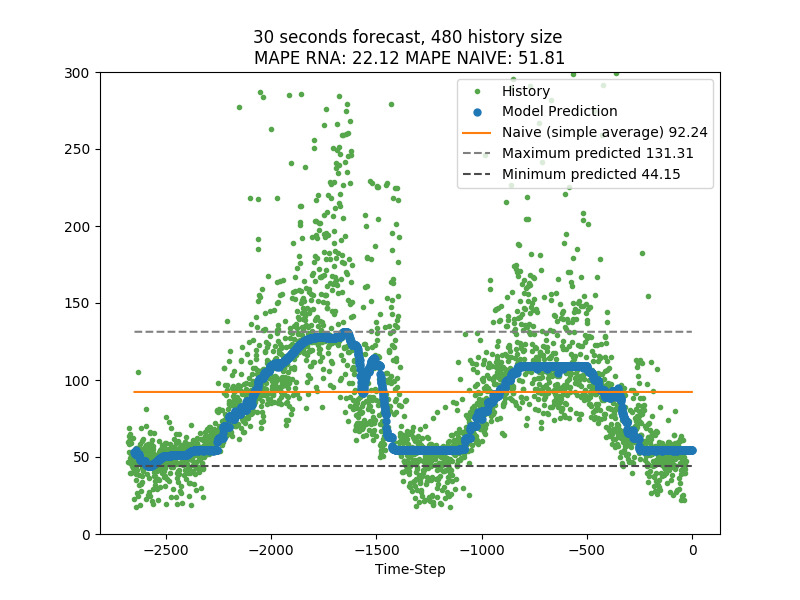 30 seconds forecast, 480 history size
MAPE RNA: 22.12 MAPE NAIVE: 51.81
History
Model Prediction
Naive (simple average) 92.24
Maximum predicted 131.31
Minimum predicted 44.15
300
250
200
150
100
50
0
−2500 −2000 −1500 −1000 −500 0
Time-Step